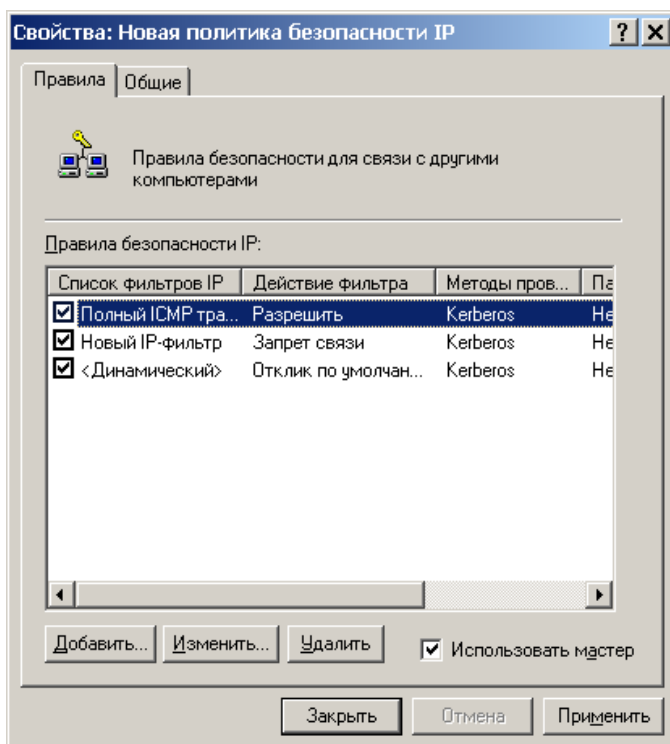 Свойства: Новая политика безопасности IP
Правила Общие
Правила безопасности для связи с другими
компьютерами
Правила безопасности IP:
Список фильтров IP Действие фильтра Методы пров... Па
Полный ICMP тра... Разрешить Kerberos Не
Новый IP-фильтр Запрет связи Kerberos Не
<Динамический> Отклик по умолчан... Kerberos Не
Добавить... Изменить... Удалить Использовать мастер
Закрыть Отмена Применить